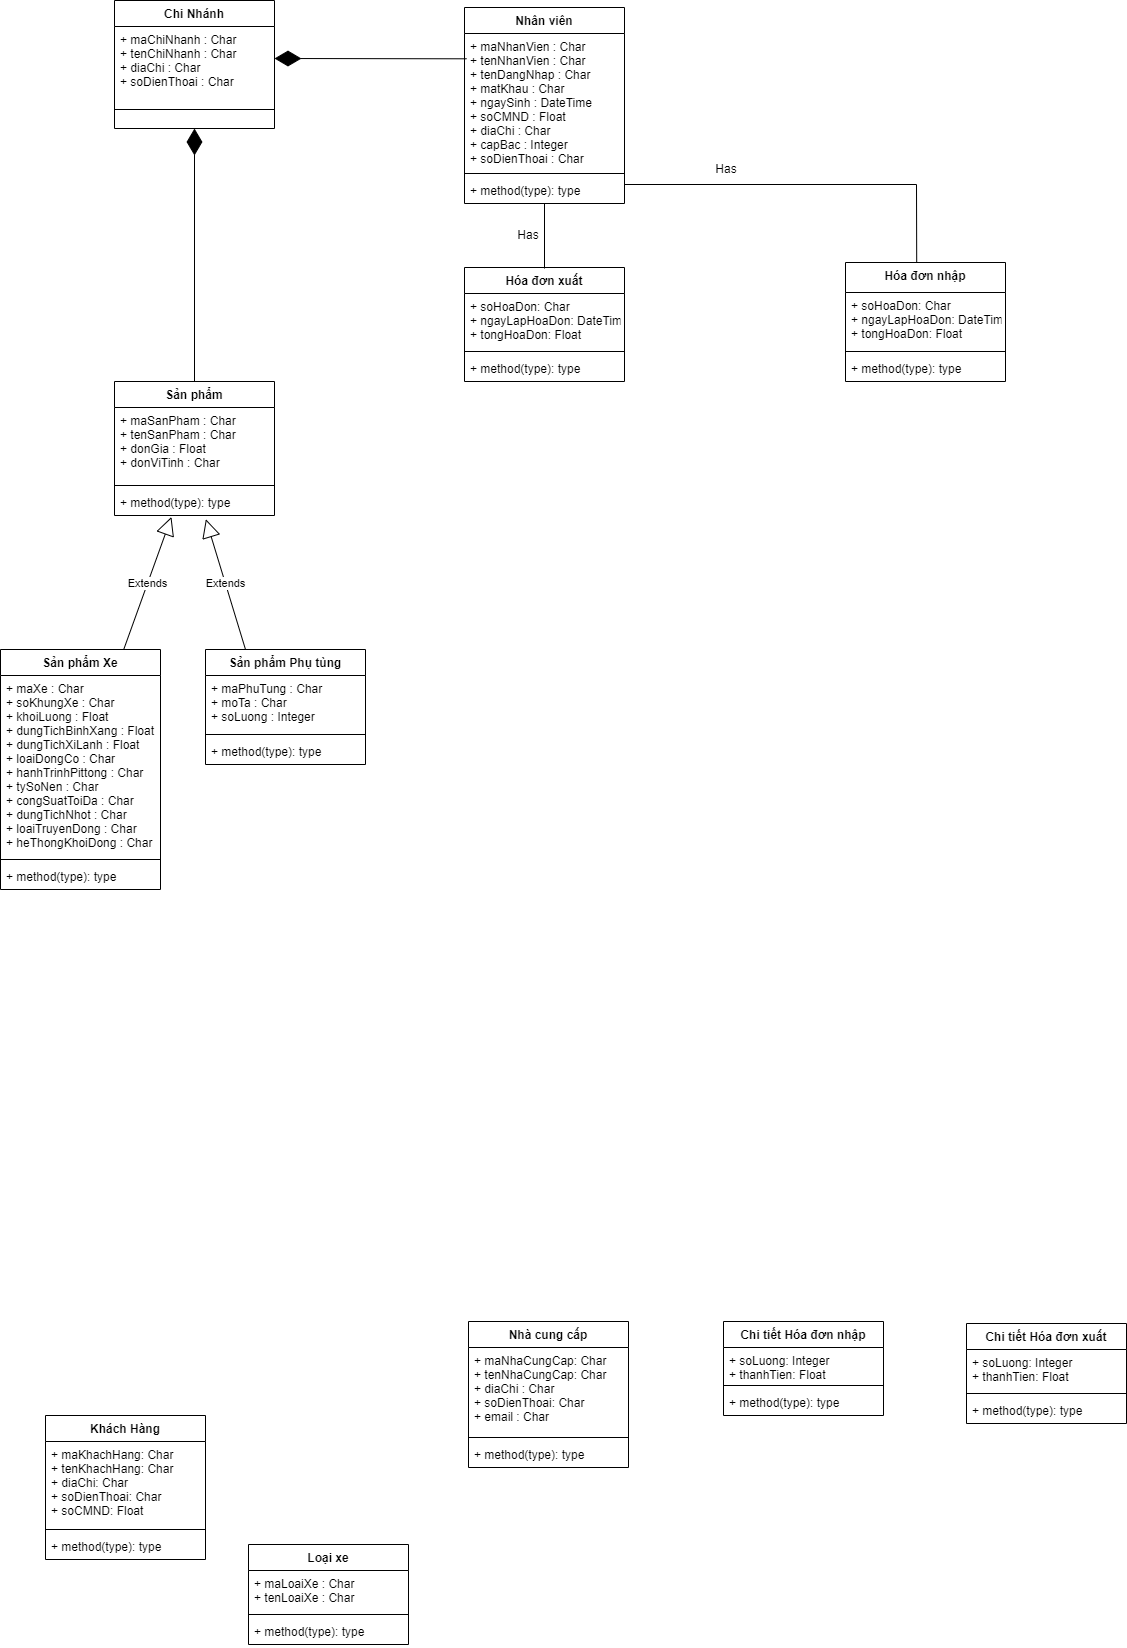 Chi Nhánh
+ maChiNhanh : Char
+ tenChiNhanh : Char
+ diaChi : Char
+ soDienThoai : Char
Nhân viên
+ maNhanVien : Char
+ tenNhanVien : Char
+ tenDangNhap : Char
+ matKhau : Char
+ ngaySinh : DateTime
+ soCMND : Float
+ diaChi : Char
+ capBac : Integer
+ soDienThoai : Char
+ method(type): type
Has
Has
Hóa đơn xuất
+ soHoaDon: Char
+ ngayLapHoaDon: DateTim
+ tongHoaDon: Float
+ method(type): type
Hóa đơn nhập
+ soHoaDon: Char
+ ngayLapHoaDon: DateTim
+ tongHoaDon: Float
+ method(type): type
Sản phẩm
+ maSanPham : Char
+ tenSanPham : Char
+ donGia : Float
+ donViTinh : Char
+ method(type): type
Extends
Extends
Sản phẩm Xe
+ maXe : Char
+ soKhungXe : Char
+ khoiLuong : Float
+ dungTichBinhXang : Float
+ dungTichXiLanh : Float
+ loaiDongCo : Char
+ hanhTrinhPittong : Char
+ tySoNen : Char
+ congSuatToiDa : Char
+ dungTichNhot : Char
+ loaiTruyenDong : Char
+ heThongKhoiDong : Char
+ method(type): type
Sản phẩm Phụ tùng
+ maPhuTung : Char
+ moTa : Char
+ soLuong : Integer
+ method(type): type
Nhà cung cấp
+ maNhaCungCap: Char
+ tenNhaCungCap: Char
+ diaChi : Char
+ soDienThoai: Char
+ email : Char
+ method(type): type
Chi tiết Hóa đơn nhập
+ soLuong: Integer
+ thanhTien: Float
+ method(type): type
Chi tiết Hóa đơn xuất
+ soLuong: Integer
+ thanhTien: Float
+ method(type): type
Khách Hàng
+ maKhachHang: Char
+ tenKhachHang: Char
+ diaChi: Char
+ soDienThoai: Char
+ soCMND: Float
+ method(type): type
Loại xe
+ maLoaiXe : Char
+ tenLoaiXe : Char
+ method(type): type